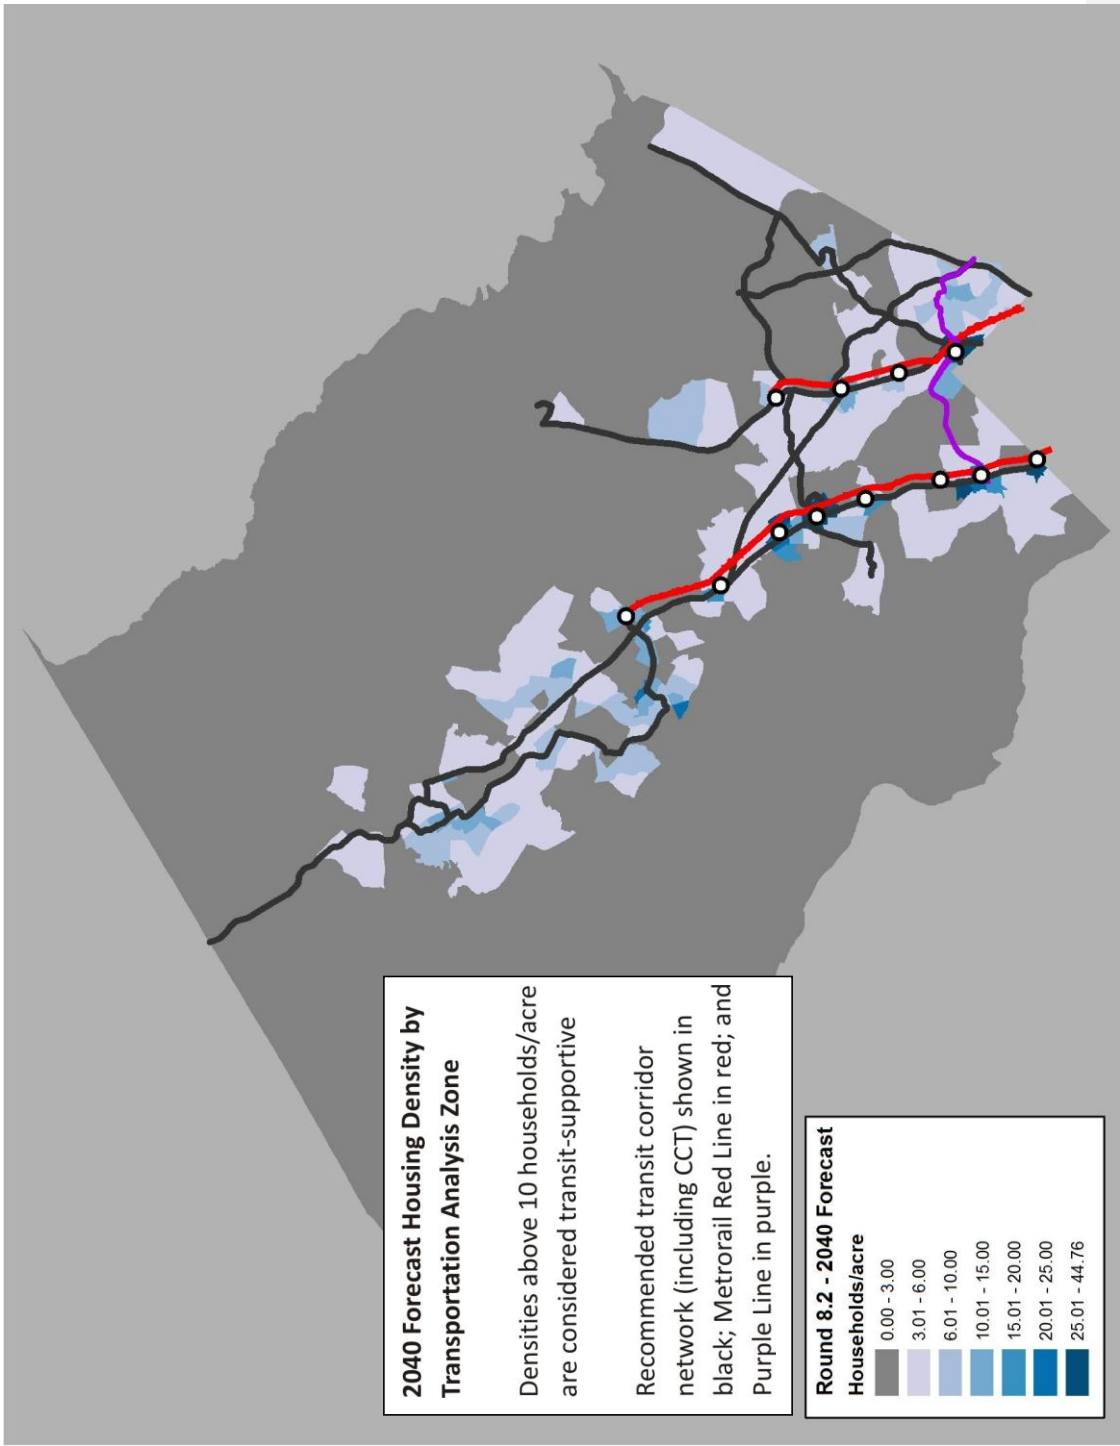 2040 Forecast Housing Density by
Transportation Analysis Zone
Densities above 10 households/acre
are considered transit-supportive
Recommended transit corridor
network (including CCT) shown in
black; Metrorail Red Line in red; and
Purple Line in purple.
Round 8.2 - 2040 Forecast
Households/acre
0.00 - 3.00
3.01 - 6.00
6.01 - 10.00
10.01 - 15.00
15.01 - 20.00
20.01 - 25.00
25.01 - 44.76